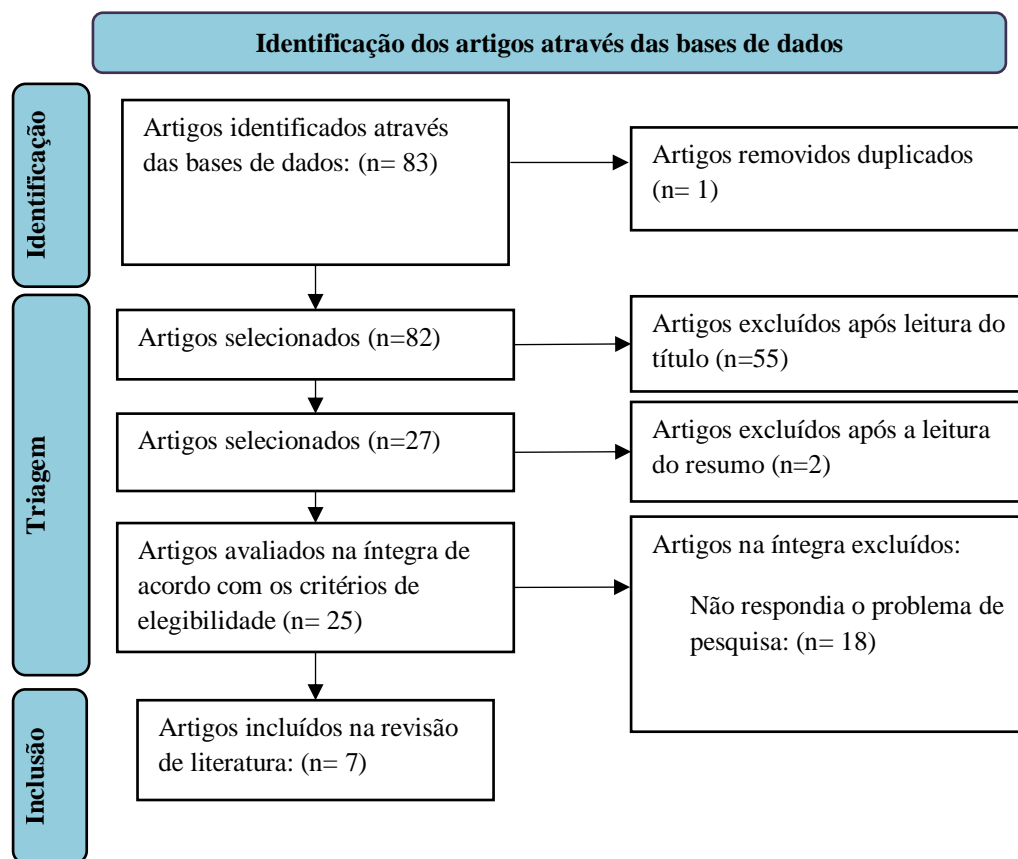 Identificação dos artigos através das bases de dados
Identificação
Artigos identificados através
das bases de dados: (n= 83)
Artigos removidos duplicados
(n= 1)
Triagem
Artigos selecionados (n=82)
Artigos excluídos após leitura do
título (n=55)
Artigos selecionados (n=27)
Artigos excluídos após a leitura
do resumo (n=2)
Artigos avaliados na íntegra de
acordo com os critérios de
elegibilidade (n= 25)
Artigos na íntegra excluídos:
Não respondia o problema de
pesquisa: (n= 18)
Inclusão
Artigos incluídos na revisão
de literatura: (n= 7)